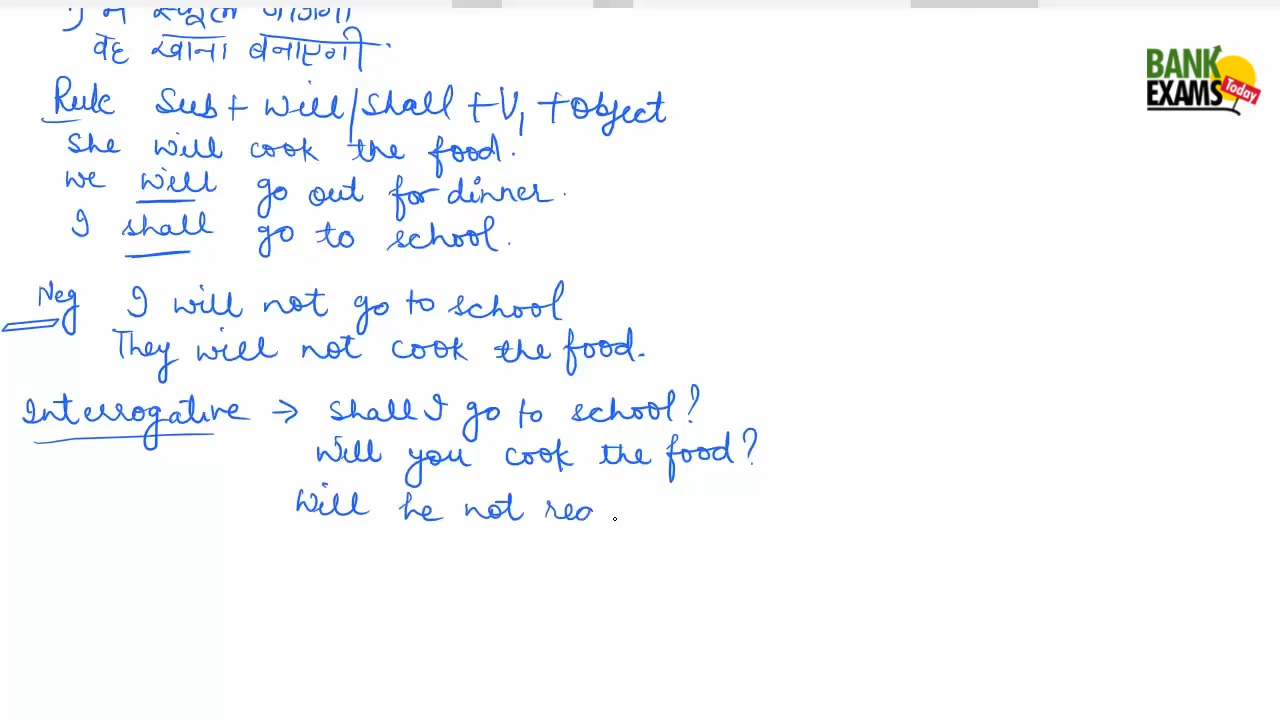 मैं स्कूल
वह खाना बनाएगी.
BANK EXAMS Today
Rule Sub + will/shall + V1 + object
She will cook the food.
we will go out for dinner.
I shall go to school.
Neg I will not go to school
They will not cook the food.
Interrogative → shall I go to school?
Will you cook the food?
Will he not rea